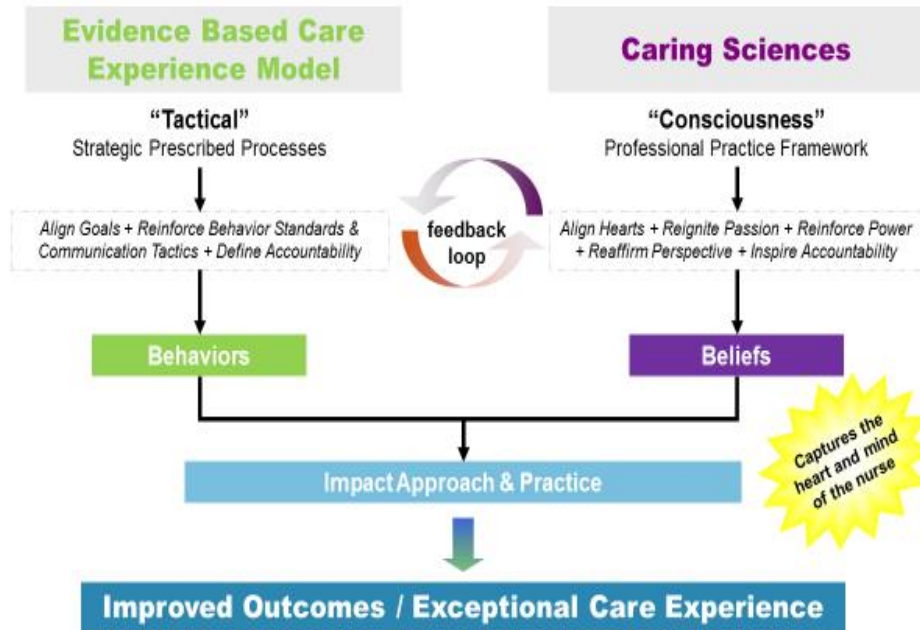 Evidence Based Care
Experience Model
"Tactical"
Strategic Prescribed Processes
Align Goals + Reinforce Behavior Standards &
Communication Tactics + Define Accountability
Behaviors
feedback
loop
Caring Sciences
"Consciousness"
Professional Practice Framework
Align Hearts + Reignite Passion + Reinforce Power
+ Reaffirm Perspective + Inspire Accountability
Beliefs
Captures the
heart and mind
of the nurse
Impact Approach & Practice
Improved Outcomes / Exceptional Care Experience